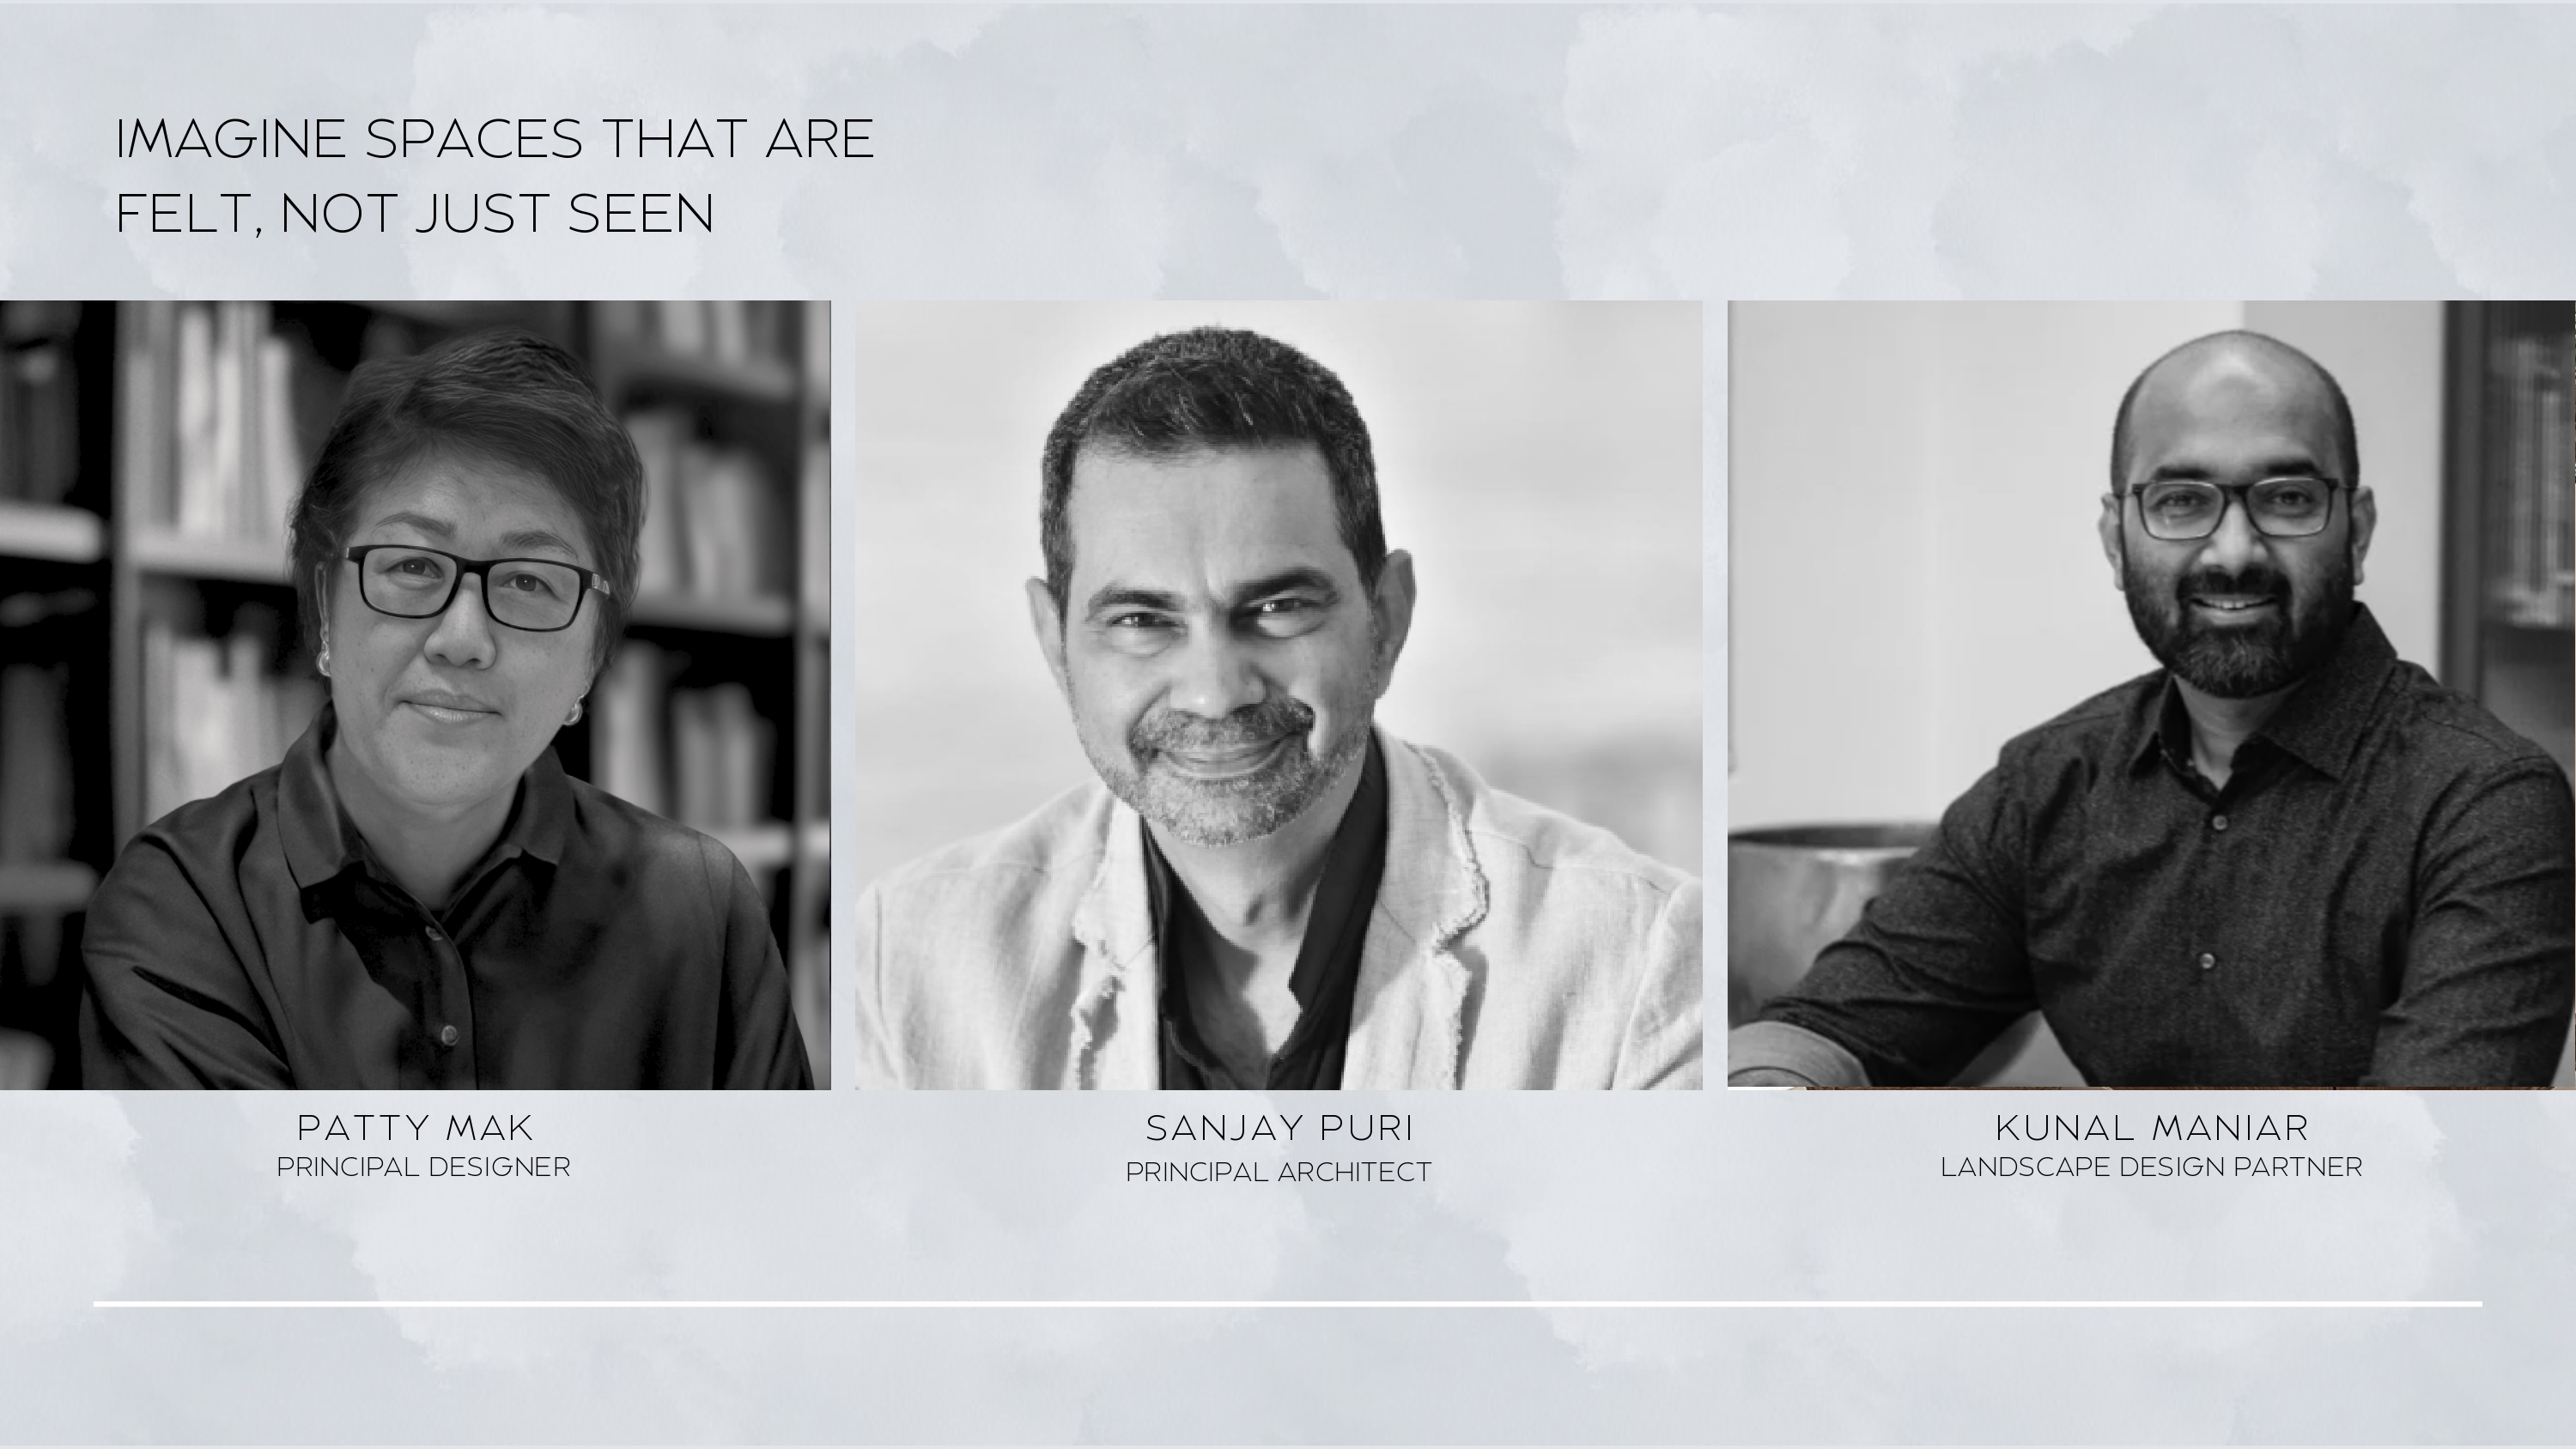 IMAGINE SPACES THAT ARE
FELT, NOT JUST SEEN
PATTY MAK
PRINCIPAL DESIGNER
SANJAY PURI
PRINCIPAL ARCHITECT
KUNAL MANIAR
LANDSCAPE DESIGN PARTNER